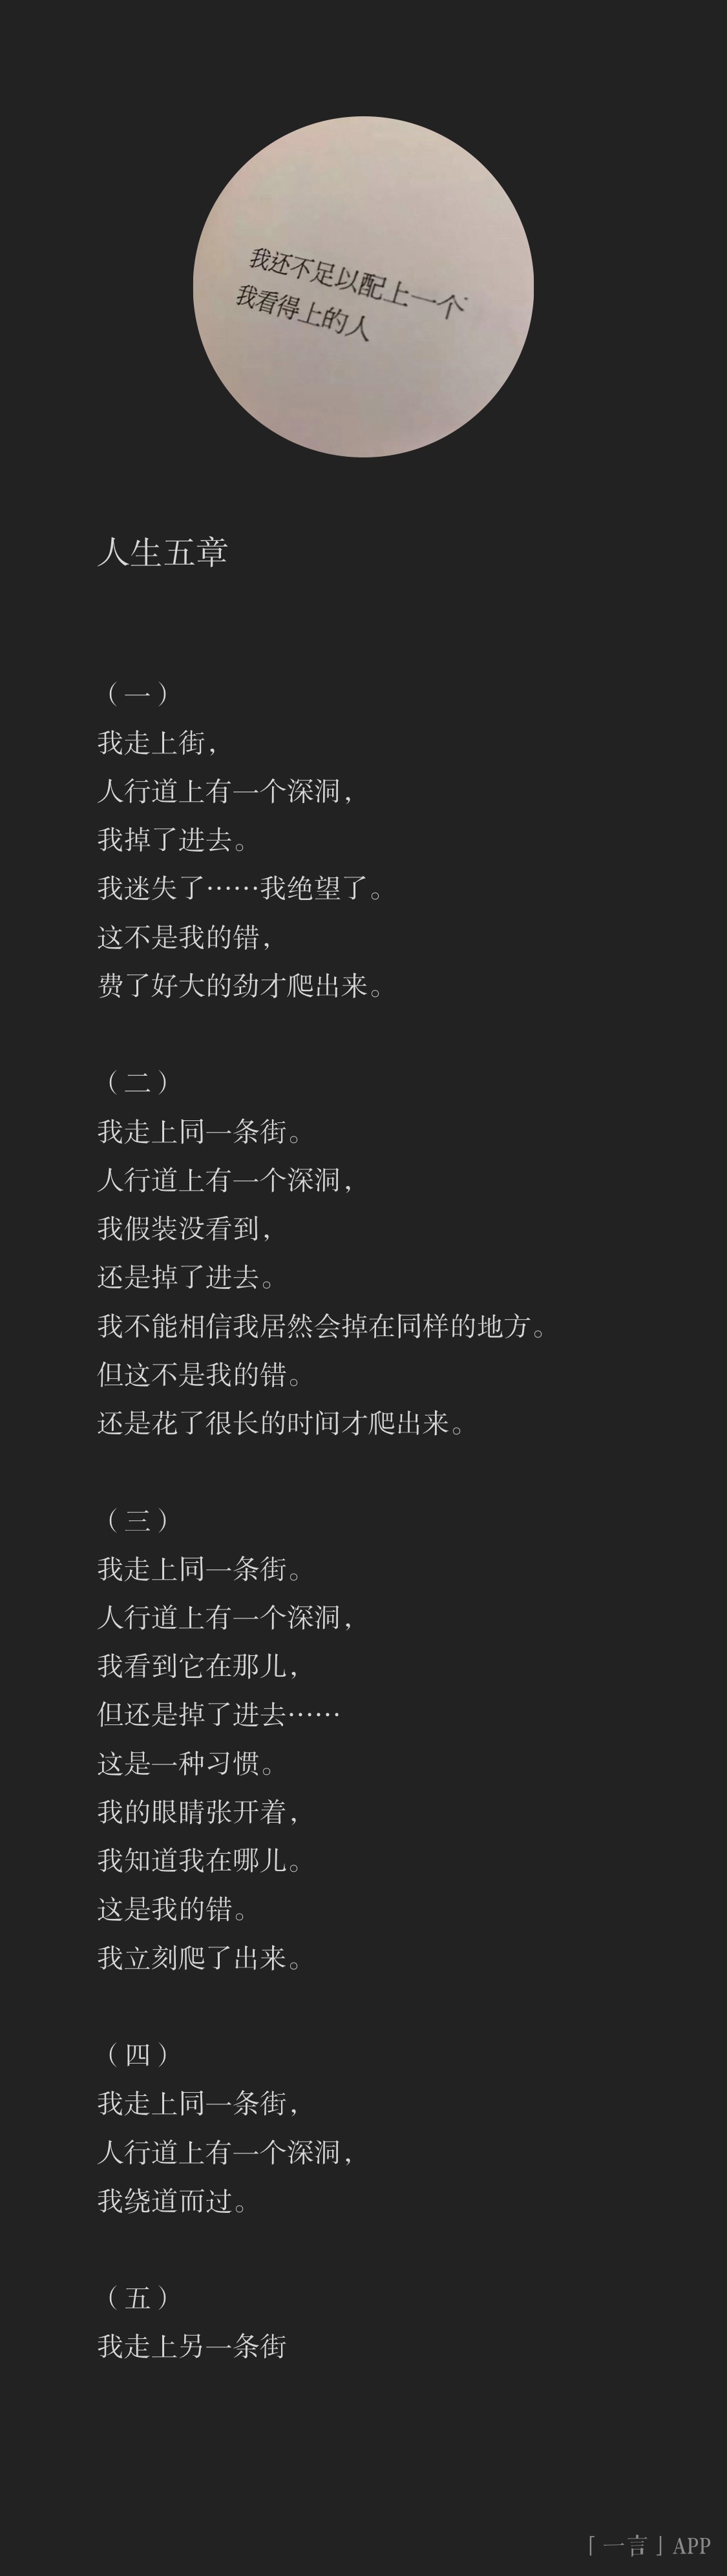 我还不足以配上一个
我看得上的人
人生五章
（一）
我走上街，
人行道上有一个深洞，
我掉了进去。
我迷失了……我绝望了。
这不是我的错，
费了好大的劲才爬出来。
（二）
我走上同一条街。
人行道上有一个深洞，
我假装没看到，
还是掉了进去。
我不能相信我居然会掉在同样的地方。
但这不是我的错。
还是花了很长的时间才爬出来。
（三）
我走上同一条街。
人行道上有一个深洞，
我看到它在那儿，
但还是掉了进去……
这是一种习惯。
我的眼睛张开着，
我知道我在哪儿。
这是我的错。
我立刻爬了出来。
（四）
我走上同一条街，
人行道上有一个深洞，
我绕道而过。
（五）
我走上另一条街
「一言」APP